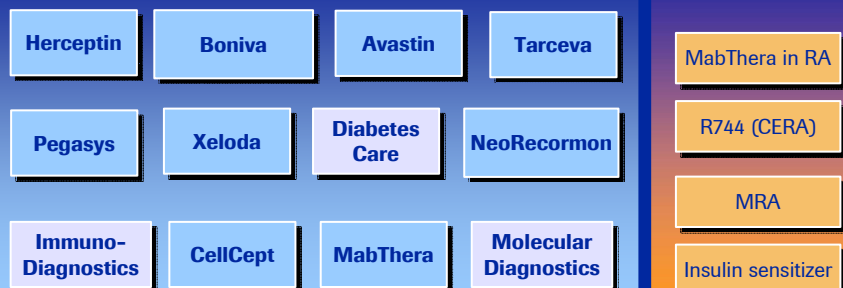 Herceptin
Boniva
Avastin
Tarceva
Pegasys
Xeloda
Diabetes
Care
NeoRecormon
Immuno-
Diagnostics
CellCept
MabThera
Molecular
Diagnostics
MabThera in RA
R744 (CERA)
MRA
Insulin sensitizer